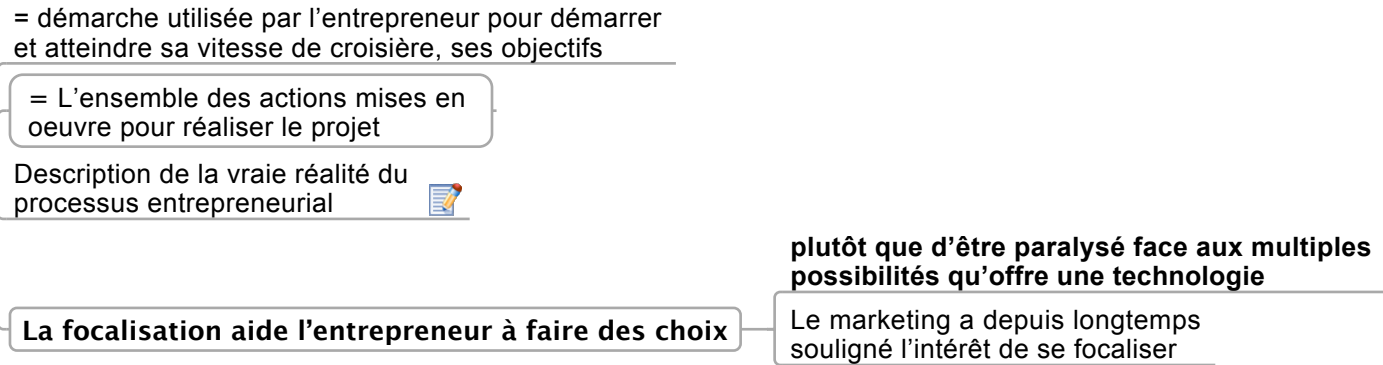 = démarche utilisée par l’entrepreneur pour démarrer
et atteindre sa vitesse de croisière, ses objectifs
= L’ensemble des actions mises en
oeuvre pour réaliser le projet
Description de la vraie réalité du
processus entrepreneurial
La focalisation aide l’entrepreneur à faire des choix
plutôt que d’être paralysé face aux multiples
possibilités qu’offre une technologie
Le marketing a depuis longtemps
souligné l’intérêt de se focaliser